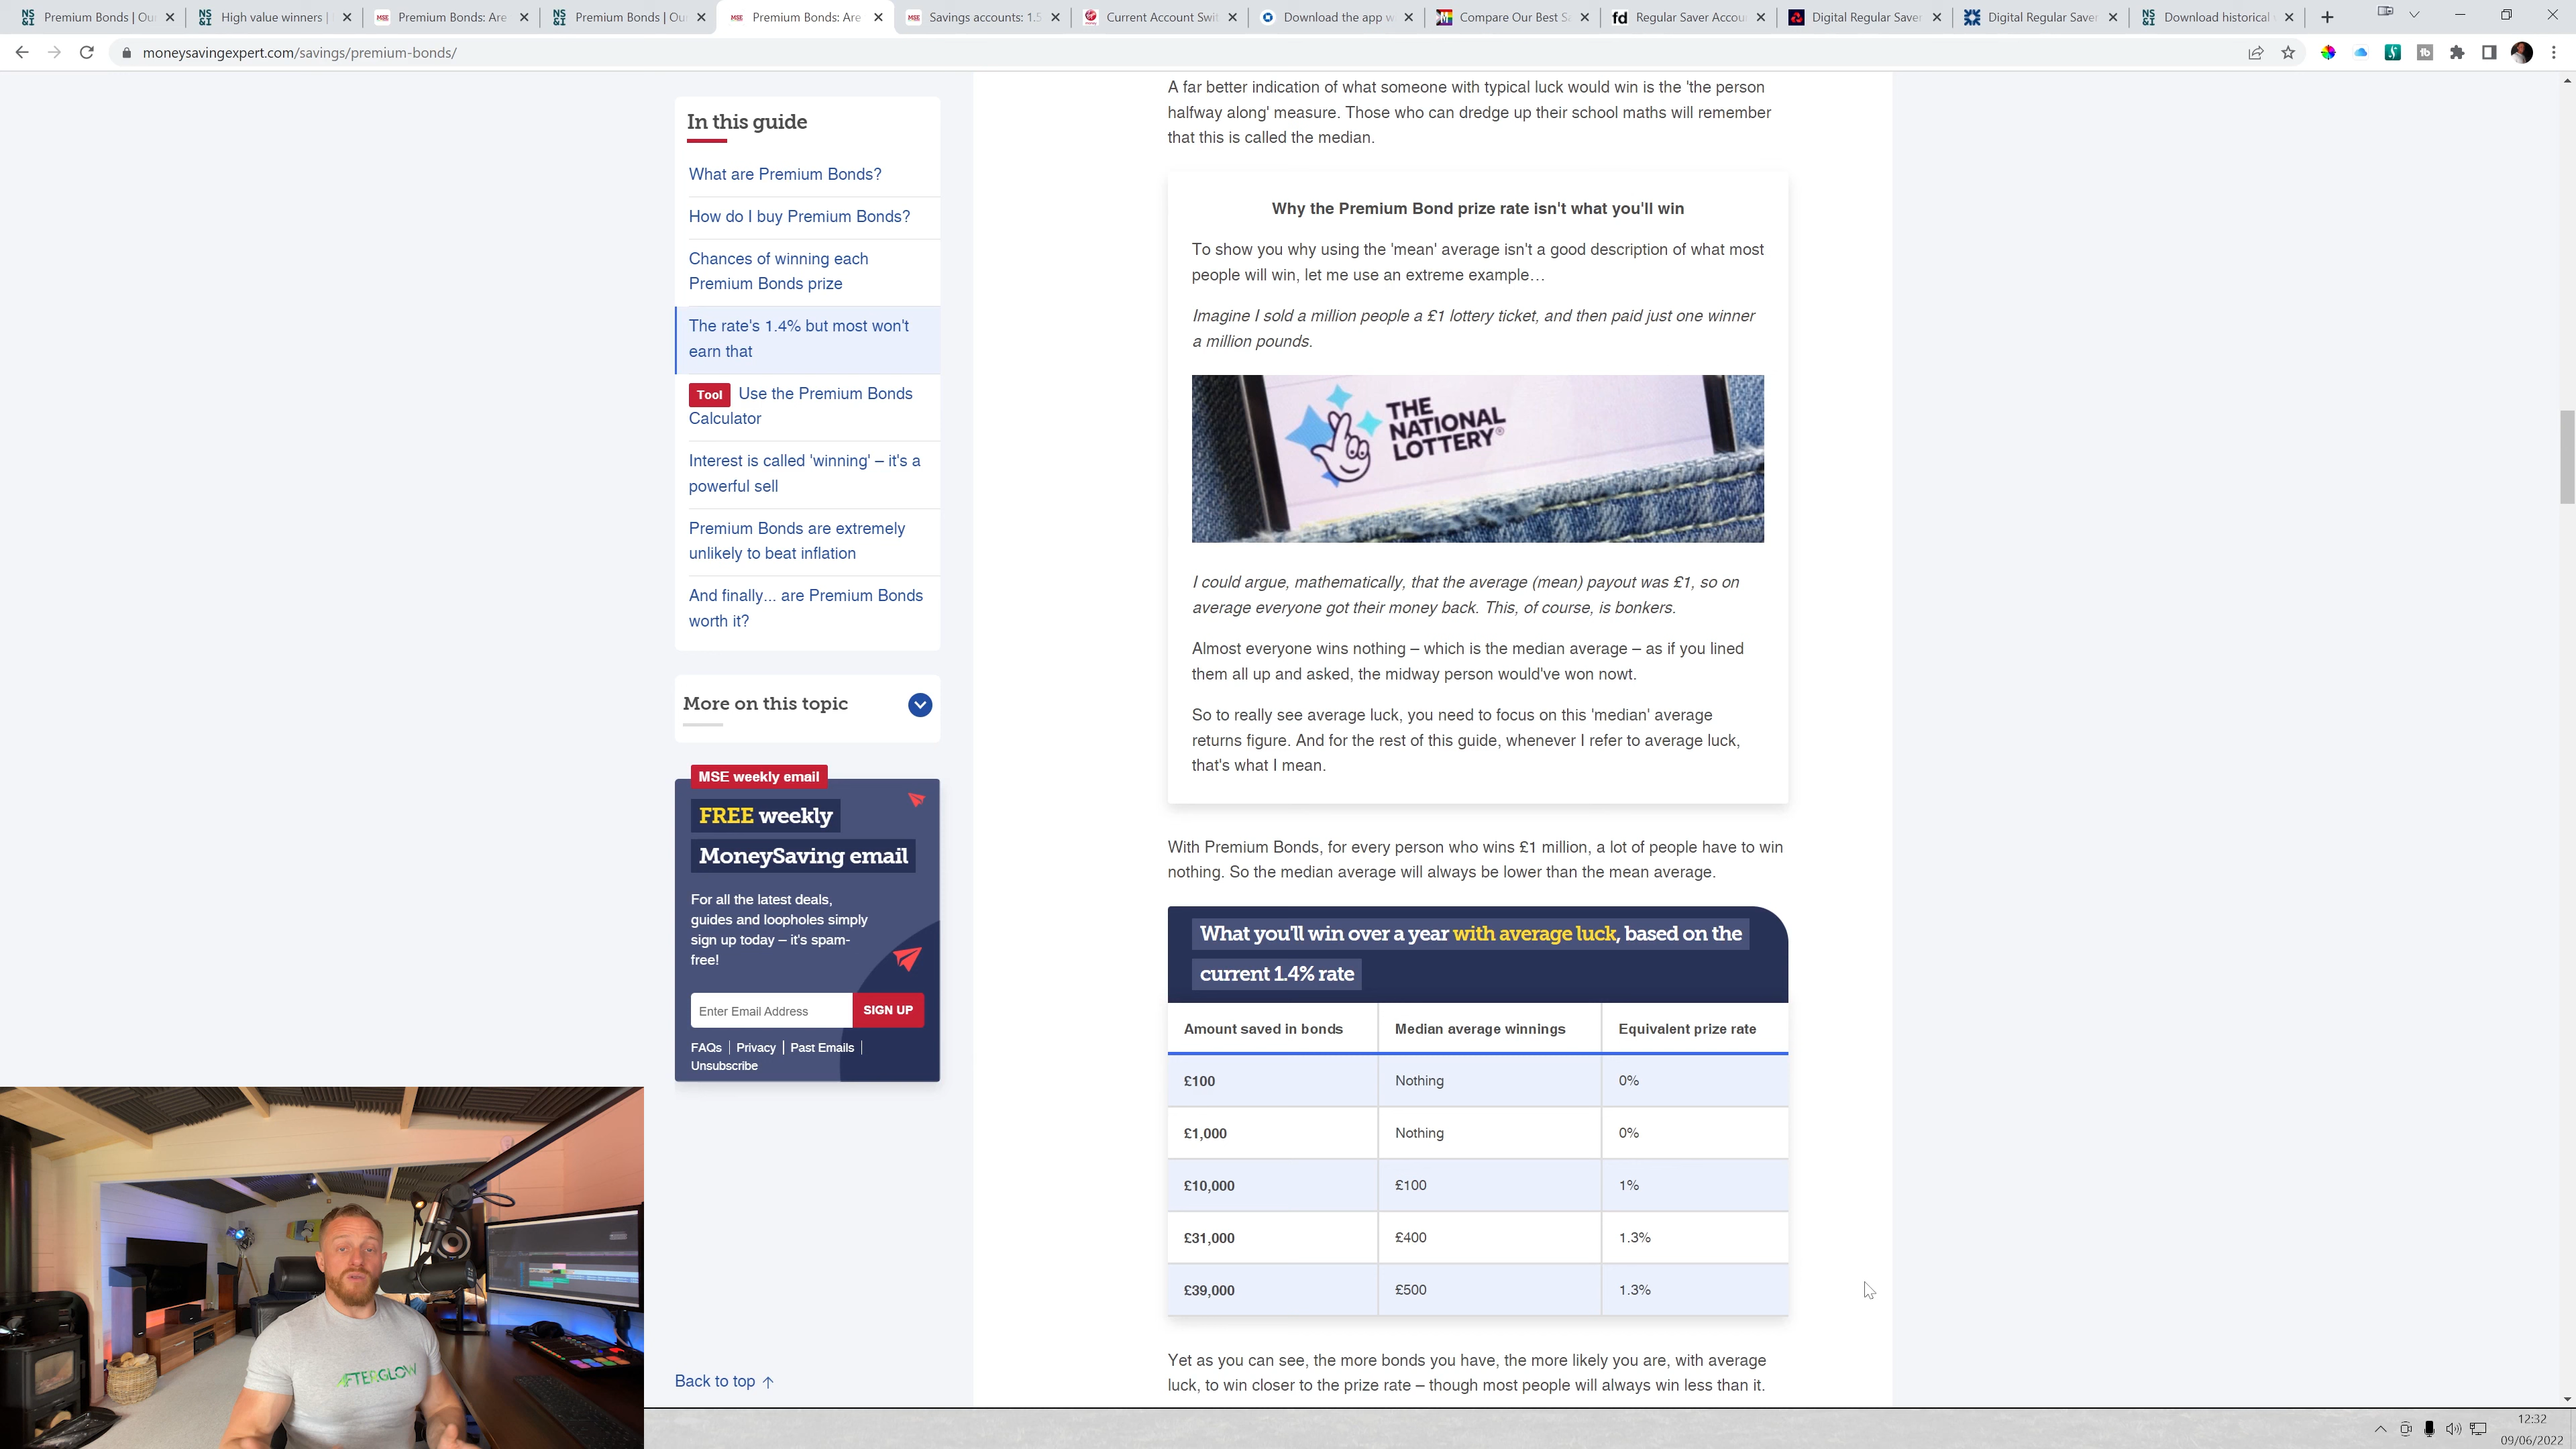 Premium Bonds | Ou
High value winners |
Premium Bonds: Are
Premium Bonds | Ou
Premium Bonds: Are
Savings accounts: 1.5
Current Account Swit
Download the app w
Compare Our Best S
Regular Saver Accou
Digital Regular Saver
Digital Regular Saver
Download historical
moneysavingexpert.com/savings/premium-bonds/
In this guide
What are Premium Bonds?
How do I buy Premium Bonds?
Chances of winning each
Premium Bonds prize
The rate's 1.4% but most won't
earn that
Tool Use the Premium Bonds
Calculator
Interest is called 'winning' – it's a
powerful sell
Premium Bonds are extremely
unlikely to beat inflation
And finally... are Premium Bonds
worth it?
More on this topic
MSE weekly email
FREE weekly
MoneySaving email
For all the latest deals,
guides and loopholes simply
sign up today – it's spam-
free!
Enter Email Address SIGN UP
FAQs | Privacy | Past Emails |
Unsubscribe
Back to top ↑
A far better indication of what someone with typical luck would win is the 'the person
halfway along' measure. Those who can dredge up their school maths will remember
that this is called the median.
Why the Premium Bond prize rate isn't what you'll win
To show you why using the 'mean' average isn't a good description of what most
people will win, let me use an extreme example…
Imagine I sold a million people a £1 lottery ticket, and then paid just one winner
a million pounds.
THE
NATIONAL
LOTTERY®
I could argue, mathematically, that the average (mean) payout was £1, so on
average everyone got their money back. This, of course, is bonkers.
Almost everyone wins nothing – which is the median average – as if you lined
them all up and asked, the midway person would've won nowt.
So to really see average luck, you need to focus on this 'median' average
returns figure. And for the rest of this guide, whenever I refer to average luck,
that's what I mean.
With Premium Bonds, for every person who wins £1 million, a lot of people have to win
nothing. So the median average will always be lower than the mean average.
What you'll win over a year with average luck, based on the
current 1.4% rate
Amount saved in bonds Median average winnings Equivalent prize rate
£100 Nothing 0%
£1,000 Nothing 0%
£10,000 £100 1%
£31,000 £400 1.3%
£39,000 £500 1.3%
Yet as you can see, the more bonds you have, the more likely you are, with average
luck, to win closer to the prize rate – though most people will always win less than it.
AFTERGLOW
12:32
09/06/2022